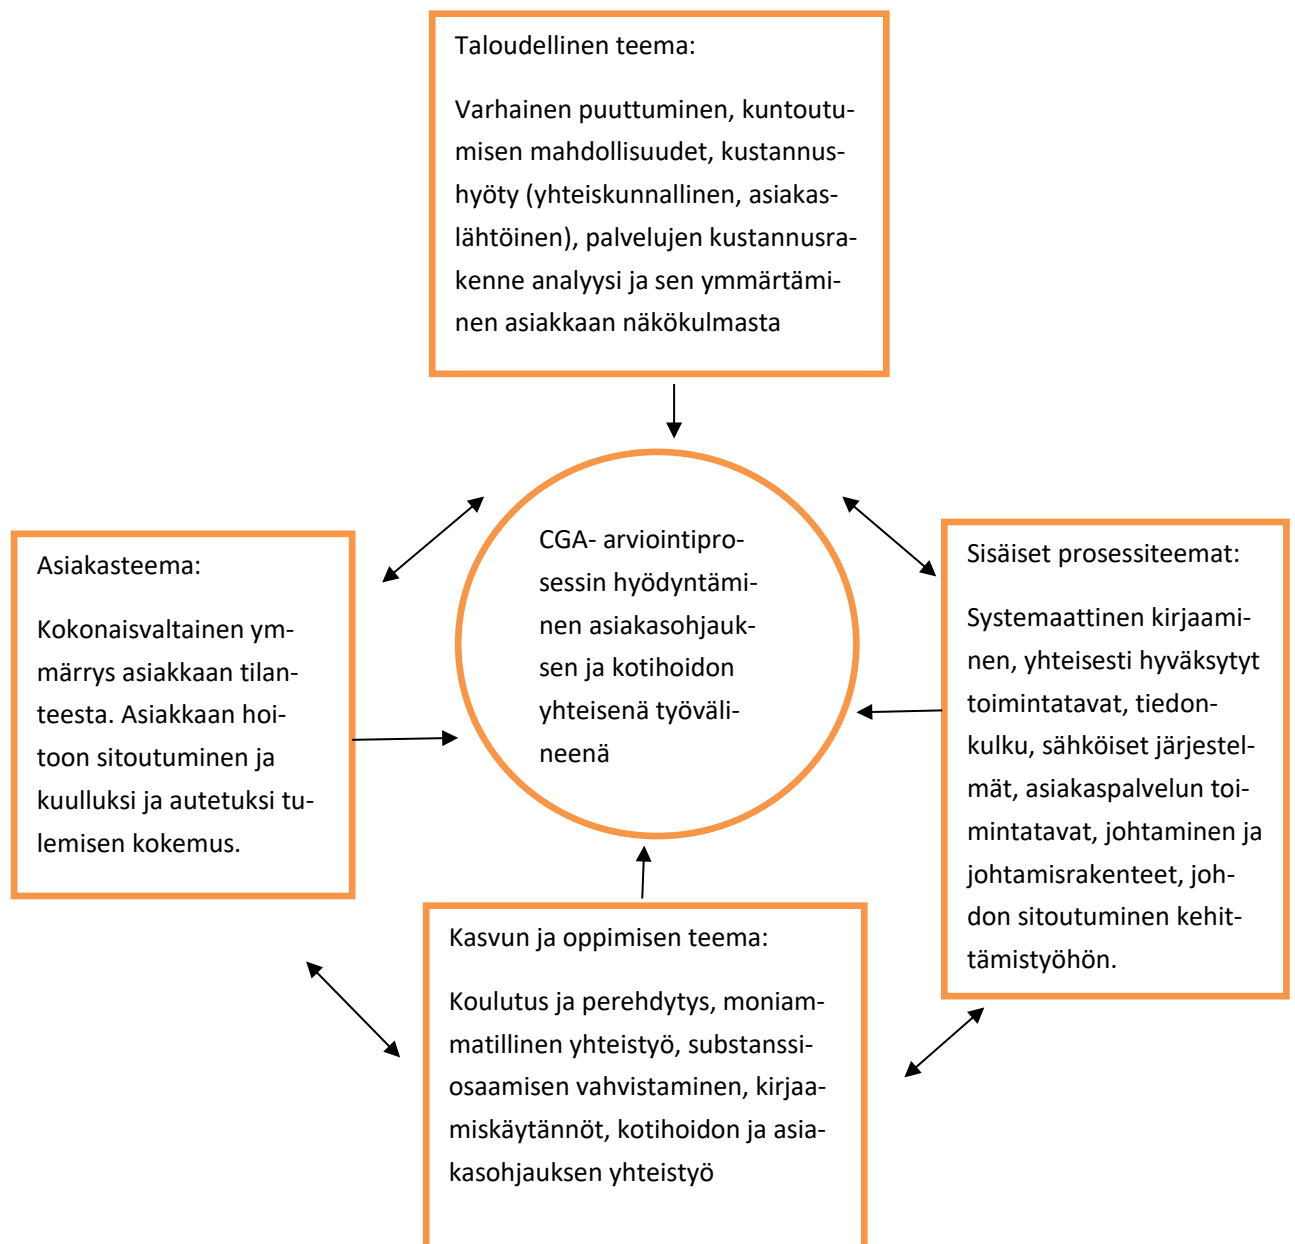 Taloudellinen teema:
Varhainen puuttuminen, kuntoutu-
misen mahdollisuudet, kustannus-
hyöty (yhteiskunnallinen, asiakas-
lähtöinen), palvelujen kustannusra-
kenne analyysi ja sen ymmärtämi-
nen asiakkaan näkökulmasta
CGA- arviointipro-
sessin hyödyntämi-
nen asiakasohjauk-
sen ja kotihoidon
yhteisenä työväli-
neenä
Asiakasteema:
Kokonaisvaltainen ym-
märrys asiakkaan tilan-
teesta. Asiakkaan hoi-
toon sitoutuminen ja
kuulluksi ja autetuksi tu-
lemisen kokemus.
Sisäiset prosessiteemat:
Systemaattinen kirjaami-
nen, yhteisesti hyväksytyt
toimintatavat, tiedon-
kulku, sähköiset järjestel-
mät, asiakaspalvelun toi-
mintatavat, johtaminen ja
johtamisrakenteet, joh-
don sitoutuminen kehit-
tämistyöhön.
Kasvun ja oppimisen teema:
Koulutus ja perehdytys, moniam-
matillinen yhteistyö, substanssi-
osaamisen vahvistaminen, kirjaa-
miskäytännöt, kotihoidon ja asia-
kasohjauksen yhteistyö